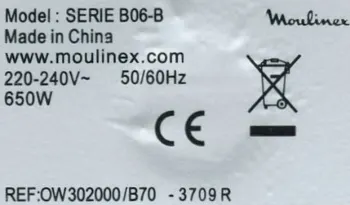 Model : SERIE B06-B
Moulinex
Made in China
www.moulinex.com
220-240V~ 50/60Hz
650W
CE
REF:OW302000/B70 - 3709 R